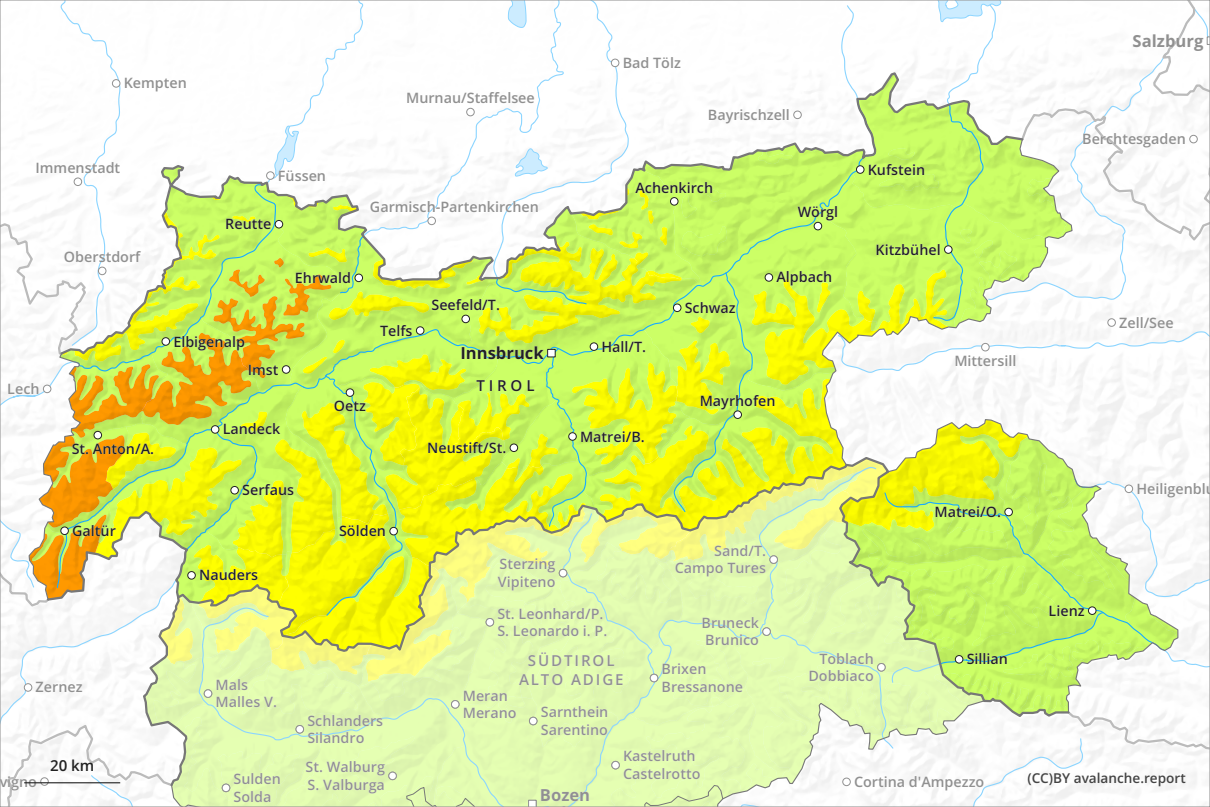 Salzburg
Bad Tölz
Kempten
Murnau/Staffelsee
Bayrischzell
Berchtesgaden
Immenstadt
Füssen
Kufstein
Achenkirch
Garmisch-Partenkirchen
Wörgl
Reutte
Kitzbühel
Oberstdorf
Ehrwald
Alpbach
Seefeld/T.
Schwaz
Zell/See
Telfs
Elbigenalp
Innsbruck
Hall/T.
Mittersill
Imst
TIROL
Lech
Mayrhofen
Oetz
Landeck
Matrei/B.
St. Anton/A.
Neustift/St.
Serfaus
Heiligenblu
Matrei/O.
Galtür
Sölden
Sand/T.
Campo Tures
Sterzing
Vipiteno
Nauders
Lienz
St. Leonhard/P.
S. Leonardo i. P.
Bruneck
Brunico
Sillian
SÜDTIROL
ALTO ADIGE
Toblach
Dobbiaco
Brixen
Bressanone
Zernez
Mals
Malles V.
Meran
Merano
Sarnthein
Sarentino
Schlanders
Silandro
Kastelruth
Castelrotto
20 km
St. Walburg
S. Valburga
vigno
Sulden
Solda
Cortina d'Ampezzo
(CC)BY avalanche.report
Bozen